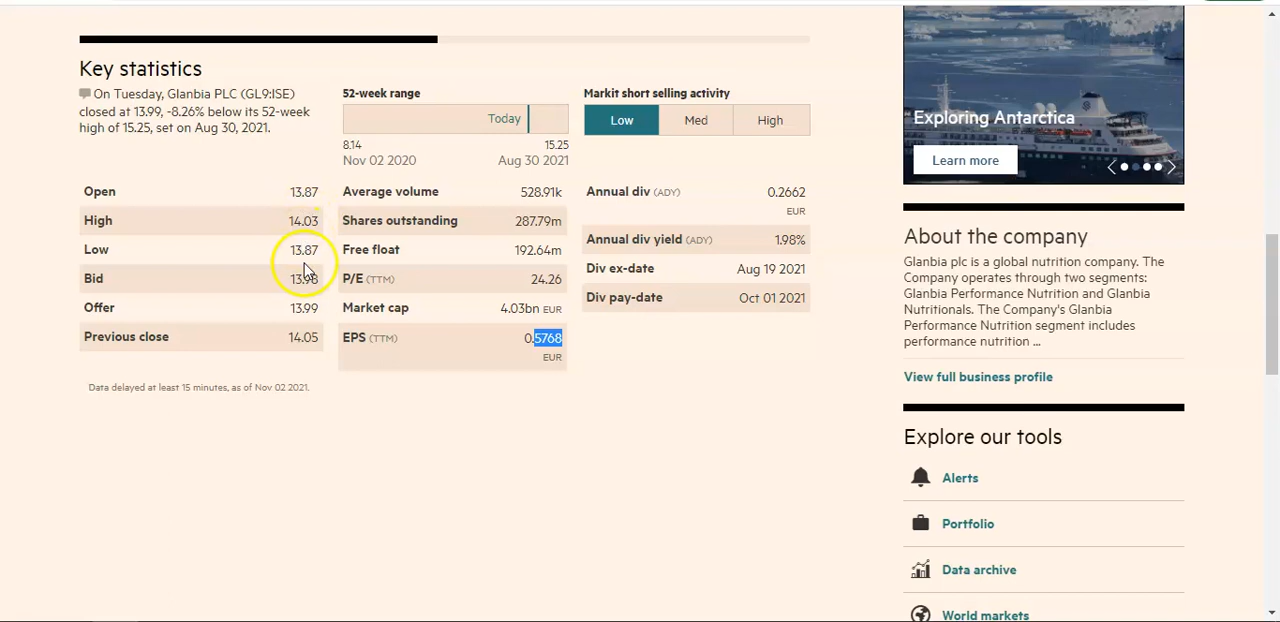 Key statistics
On Tuesday, Glanbia PLC (GL9:ISE)
closed at 13.99, -8.26% below its 52-week
high of 15.25, set on Aug 30, 2021.
52-week range
Today
8.14 15.25
Nov 02 2020 Aug 30 2021
Markit short selling activity
Low Med High
Open 13.87
High 14.03
Low 13.87
Bid 13.98
Offer 13.99
Previous close 14.05
Average volume 528.91k
Shares outstanding 287.79m
Free float 192.64m
P/E (TTM) 24.26
Market cap 4.03bn EUR
EPS (TTM) 0.5768
EUR
Annual div (ADY) 0.2662
EUR
Annual div yield (ADY) 1.98%
Div ex-date Aug 19 2021
Div pay-date Oct 01 2021
Data delayed at least 15 minutes, as of Nov 02 2021.
Exploring Antarctica
Learn more
About the company
Glanbia plc is a global nutrition company. The
Company operates through two segments:
Glanbia Performance Nutrition and Glanbia
Nutritionals. The Company's Glanbia
Performance Nutrition segment includes
performance nutrition ...
View full business profile
Explore our tools
Alerts
Portfolio
Data archive
World markets